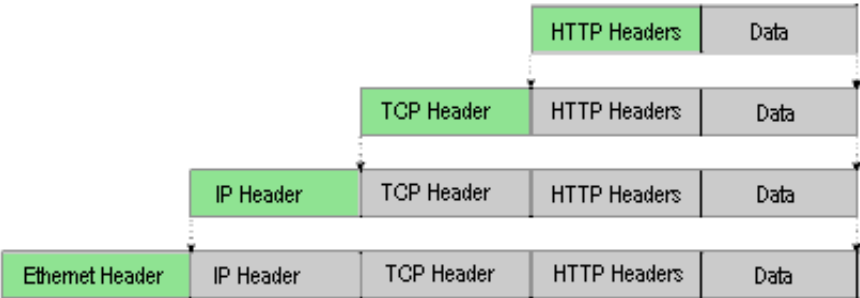 HTTP Headers Data
TCP Header HTTP Headers Data
IP Header TCP Header HTTP Headers Data
Ethernet Header IP Header TCP Header HTTP Headers Data